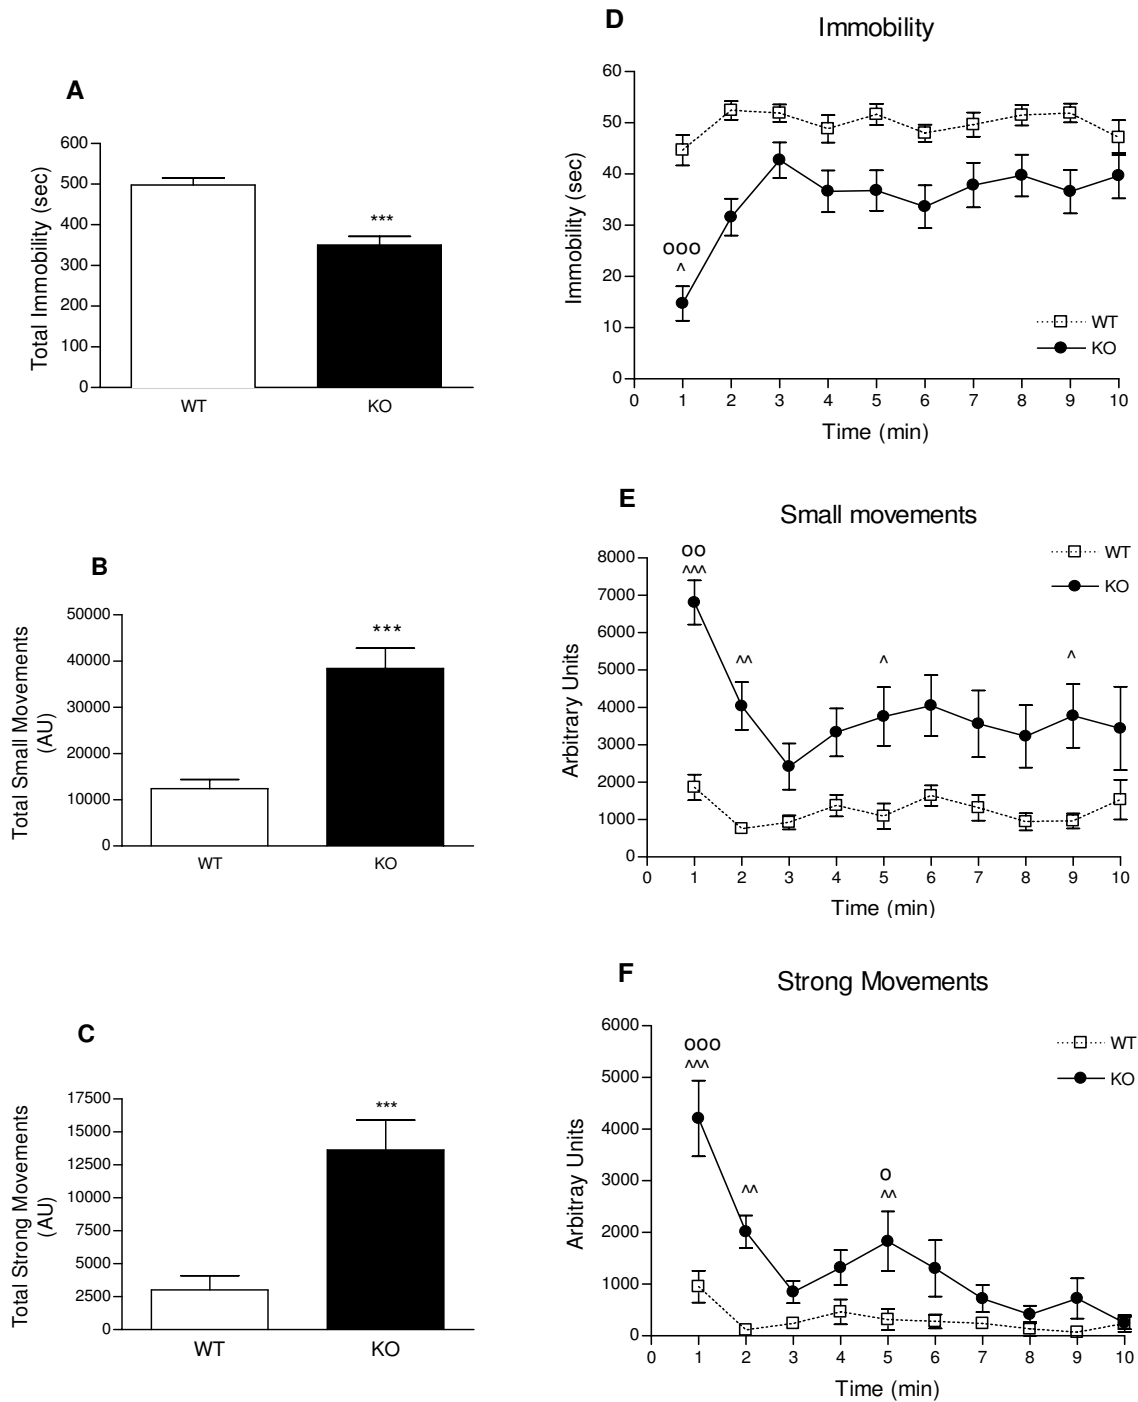 A
Total Immobility (sec)
600
500
400
300
200
100
0
***
WT
KO
B
Total Small Movements
(AU)
50000
40000
30000
20000
10000
0
***
WT
KO
C
Total Strong Movements
(AU)
17500
15000
12500
10000
7500
5000
2500
0
***
WT
KO
D
Immobility
Immobility (sec)
60
50
40
30
20
10
0
ooo
^
WT
KO
0 1 2 3 4 5 6 7 8 9 10
Time (min)
E
Small movements
Arbitrary Units
8000
7000
6000
5000
4000
3000
2000
1000
0
oo
^^^
^^
^
^
WT
KO
0 1 2 3 4 5 6 7 8 9 10
Time (min)
F
Strong Movements
Arbitray Units
6000
5000
4000
3000
2000
1000
0
ooo
^^^
^^
o
^^
WT
KO
0 1 2 3 4 5 6 7 8 9 10
Time (min)